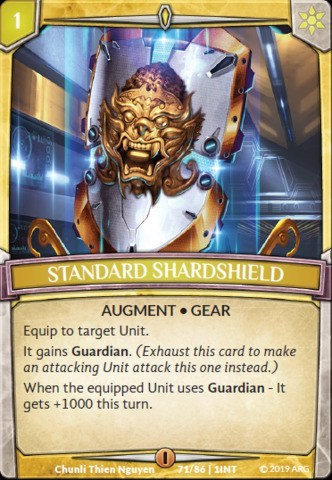 1
STANDARD SHARDSHIELD
AUGMENT • GEAR
Equip to target Unit.
It gains Guardian. (Exhaust this card to make
an attacking Unit attack this one instead.)
When the equipped Unit uses Guardian - It
gets +1000 this turn.
I
Chunli Thien Nguyen 71/86 | 1INT © 2019 ARG